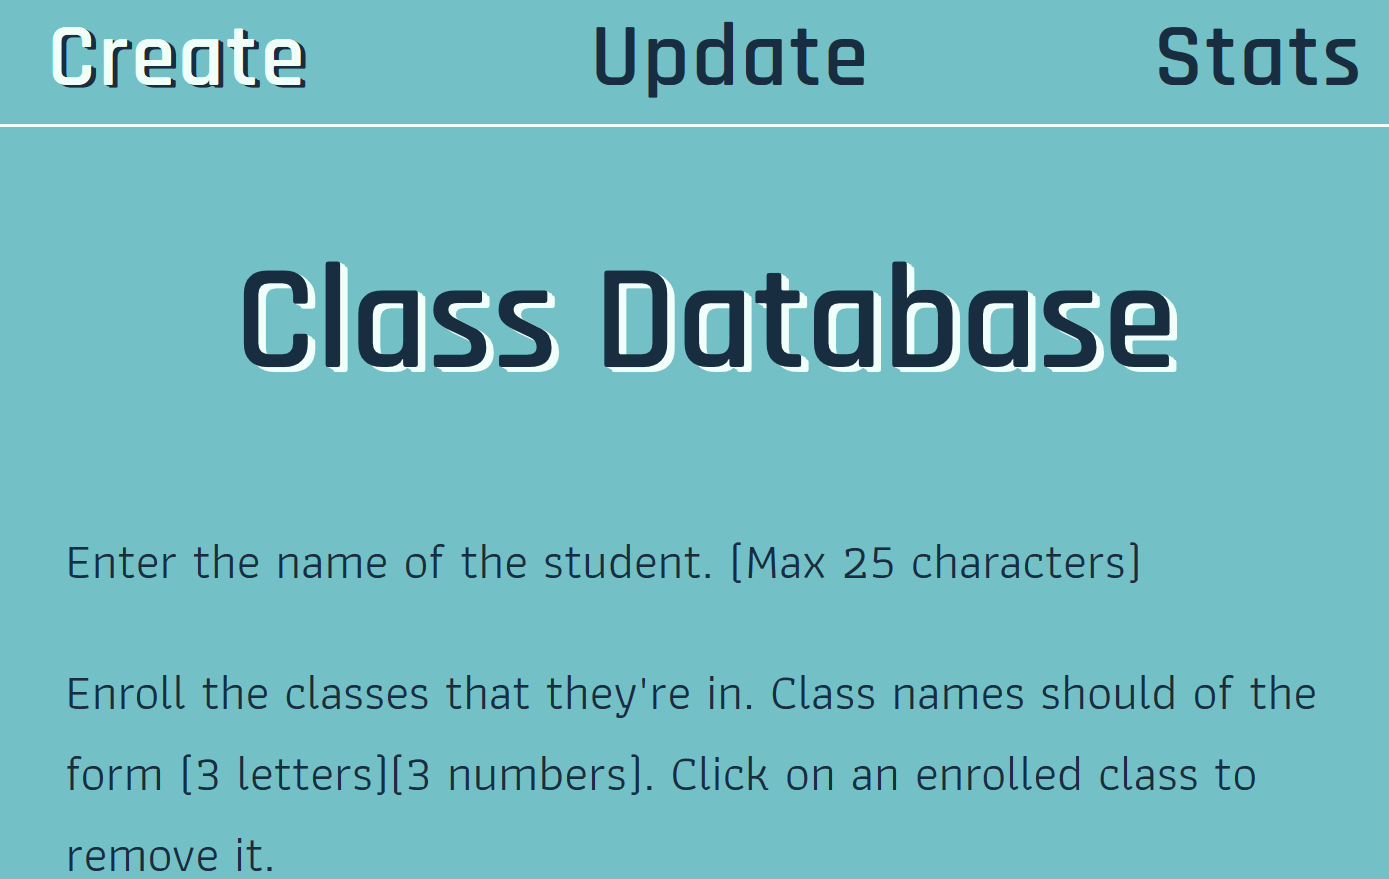 Create Update Stats
Class Database
Enter the name of the student. (Max 25 characters)
Enroll the classes that they're in. Class names should of the
form (3 letters)(3 numbers). Click on an enrolled class to
remove it.